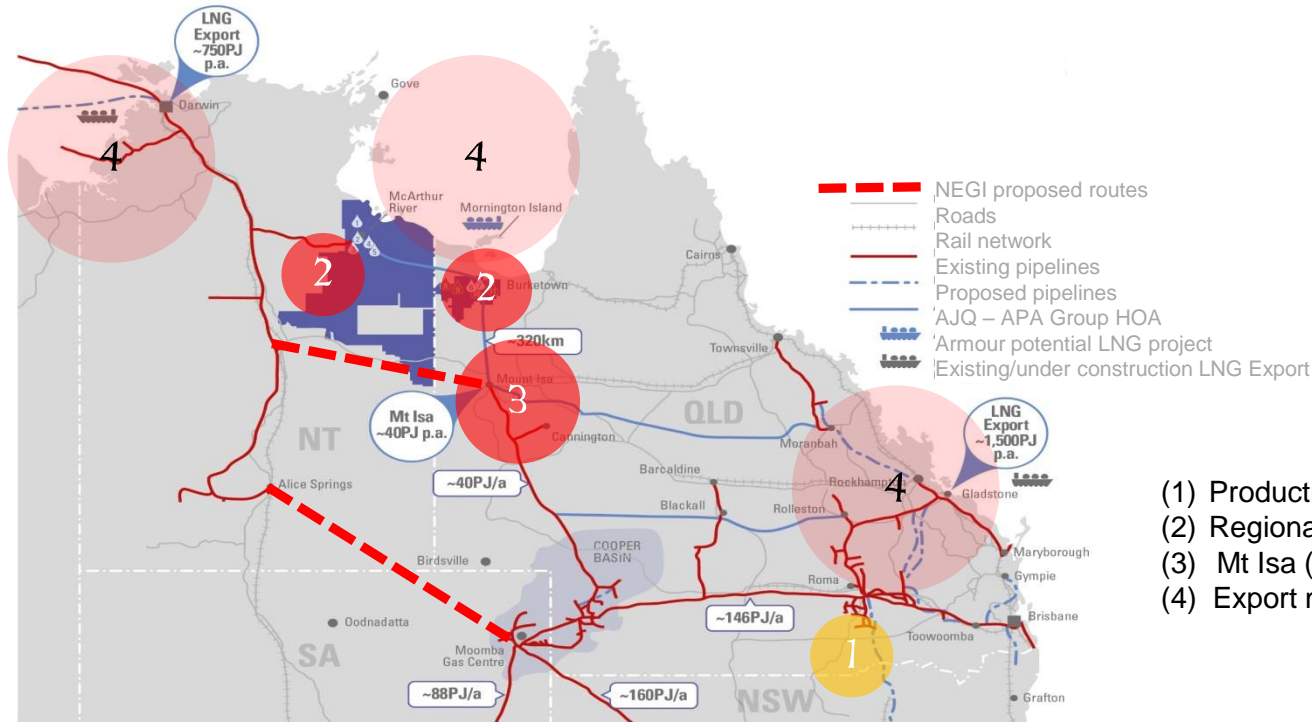 LNG
Export
~750PJ
p.a.
Darwin
Gove
4
4
McArthur
River
Mornington Island
2
2
Burketown
~320km
Mount Isa
3
Mt Isa
~40PJ p.a.
Cannington
NT
QLD
Cairns
Townsville
Moranbah
LNG
Export
~1,500PJ
p.a.
Alice Springs
~40PJ/a
Barcaldine
Blackall
Rolleston
4
Gladstone
Birdsville
COOPER
BASIN
Maryborough
Gympie
Roma
~146PJ/a
Brisbane
Toowoomba
Oodnadatta
SA
Moomba
Gas Centre
1
~88PJ/a
~160PJ/a
NSW
Grafton
NEGI proposed routes
Roads
Rail network
Existing pipelines
Proposed pipelines
AJQ – APA Group HOA
Armour potential LNG project
Existing/under construction LNG Export
(1) Product
(2) Regiona
(3) Mt Isa (
(4) Export